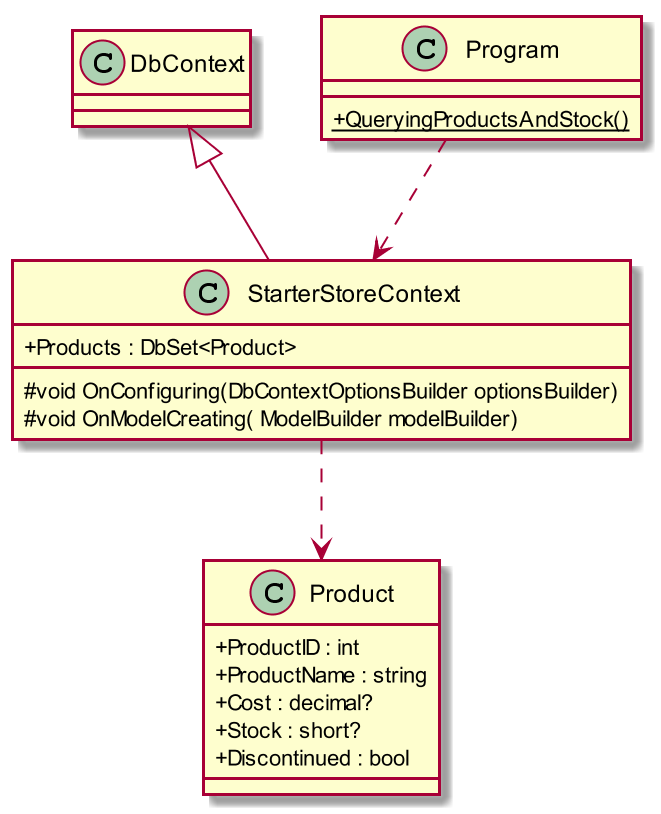 C DbContext
C Program
+QueryingProductsAndStock()
C StarterStoreContext
+Products : DbSet<Product>
#void OnConfiguring(DbContextOptionsBuilder optionsBuilder)
#void OnModelCreating( ModelBuilder modelBuilder)
C Product
+ProductID : int
+ProductName : string
+Cost : decimal?
+Stock : short?
+Discontinued : bool